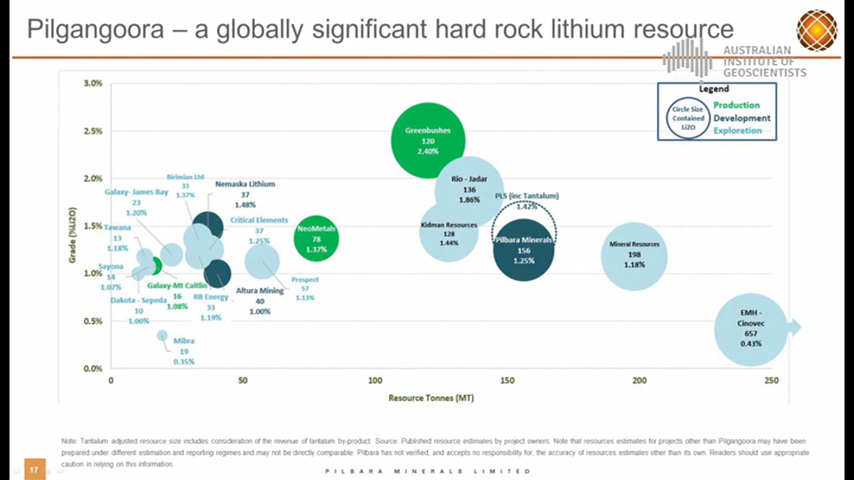 Pilgangoora – a globally significant hard rock lithium resource
AUSTRALIAN
INSTITUTE OF
GEOSCIENTISTS
Legend
Circle Size
Contained
Li2O
Production
Development
Exploration
Grade (%Li2O)
3.0%
2.5%
2.0%
1.5%
1.0%
0.5%
0.0%
Greenbushes
120
2.40%
Rio - Jadar
136
1.86%
PLS (inc Tantalum)
1.42%
Kidman Resources
128
1.44%
Pilbara Minerals
156
1.25%
Mineral Resources
198
1.18%
EMH -
Cinovec
657
0.43%
NeoMetals
78
1.37%
Birimian Ltd
33
1.37%
Nemaska Lithium
37
1.48%
Galaxy- James Bay
23
1.20%
Critical Elements
37
1.25%
Tawana
13
1.18%
Sayona
14
1.07%
Galaxy-Mt Caitlin
16
1.08%
Prospect
57
1.13%
Altura Mining
40
1.00%
RB Energy
33
1.19%
Dakota - Sepeda
10
1.00%
Mibra
19
0.35%
0
50
100
150
200
250
Resource Tonnes (MT)
Note: Tantalum adjusted resource size includes consideration of the revenue of tantalum by-product. Source: Published resource estimates by project owners. Note that resources estimates for projects other than Pilgangoora may have been
prepared under different estimation and reporting regimes and may not be directly comparable. Pilbara has not verified, and accepts no responsibility for, the accuracy of resources estimates other than its own. Readers should use appropriate
caution in relying on this information.
17
PILBARA MINERALS LIMITED